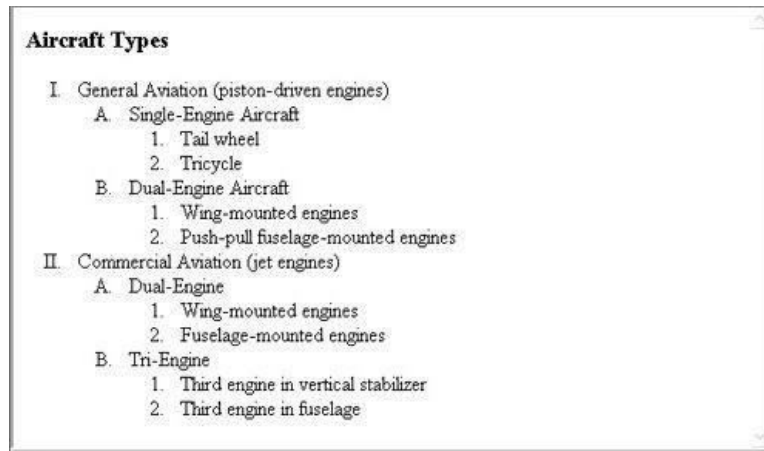 Aircraft Types
I. General Aviation (piston-driven engines)
A. Single-Engine Aircraft
1. Tail wheel
2. Tricycle
B. Dual-Engine Aircraft
1. Wing-mounted engines
2. Push-pull fuselage-mounted engines
II. Commercial Aviation (jet engines)
A. Dual-Engine
1. Wing-mounted engines
2. Fuselage-mounted engines
B. Tri-Engine
1. Third engine in vertical stabilizer
2. Third engine in fuselage